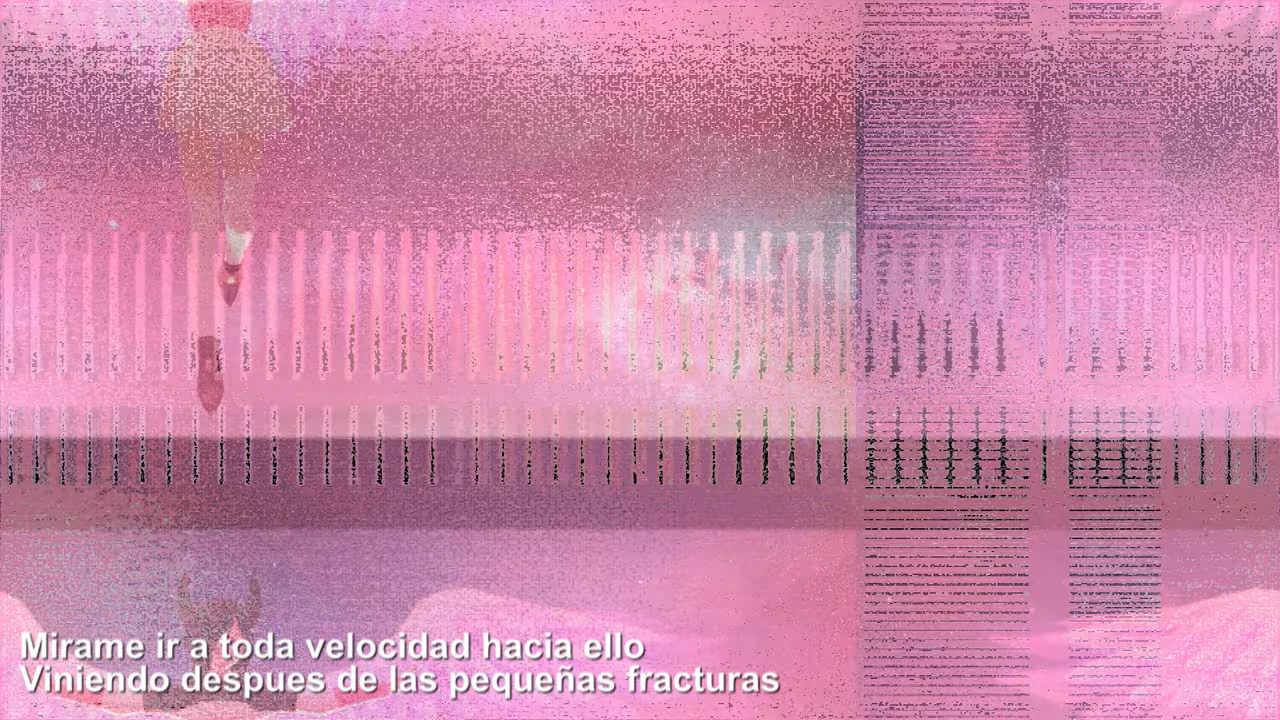 Mirame ir a toda velocidad hacia ello
Viniendo despues de las pequeñas fracturas